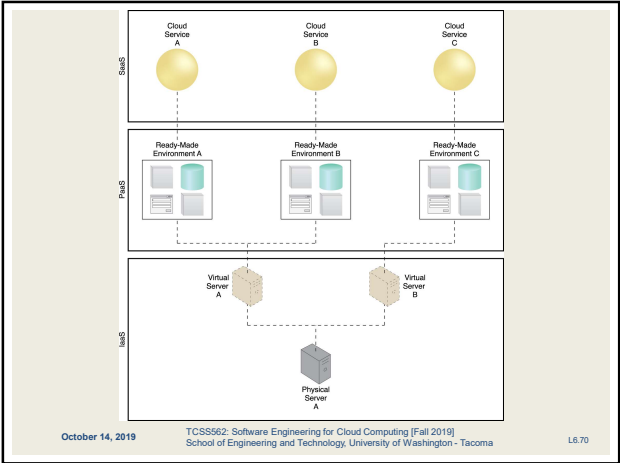 SaaS
Cloud
Service
A
Cloud
Service
B
Cloud
Service
C
PaaS
Ready-Made
Environment A
Ready-Made
Environment B
Ready-Made
Environment C
IaaS
Virtual
Server
A
Virtual
Server
B
Physical
Server
A
October 14, 2019
TCSS562: Software Engineering for Cloud Computing [Fall 2019]
School of Engineering and Technology, University of Washington - Tacoma
L6.70